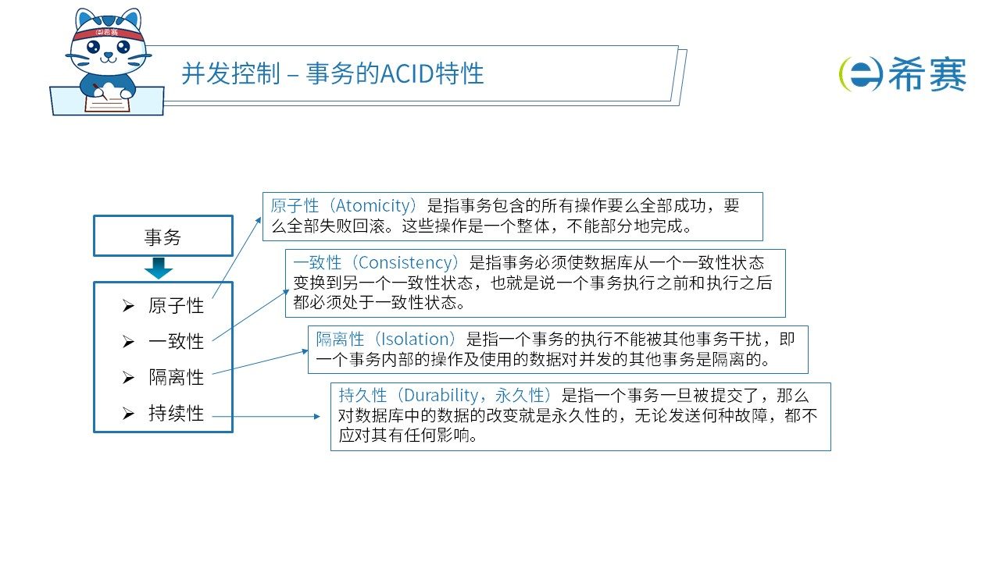 希赛
并发控制 – 事务的ACID特性
希赛
事务
原子性
一致性
隔离性
持续性
原子性（Atomicity）是指事务包含的所有操作要么全部成功，要
么全部失败回滚。这些操作是一个整体，不能部分地完成。
一致性（Consistency）是指事务必须使数据库从一个一致性状态
变换到另一个一致性状态，也就是说一个事务执行之前和执行之后
都必须处于一致性状态。
隔离性（Isolation）是指一个事务的执行不能被其他事务干扰，即
一个事务内部的操作及使用的数据对并发的其他事务是隔离的。
持久性（Durability，永久性）是指一个事务一旦被提交了，那么
对数据库中的数据的改变就是永久性的，无论发送何种故障，都不
应对其有任何影响。